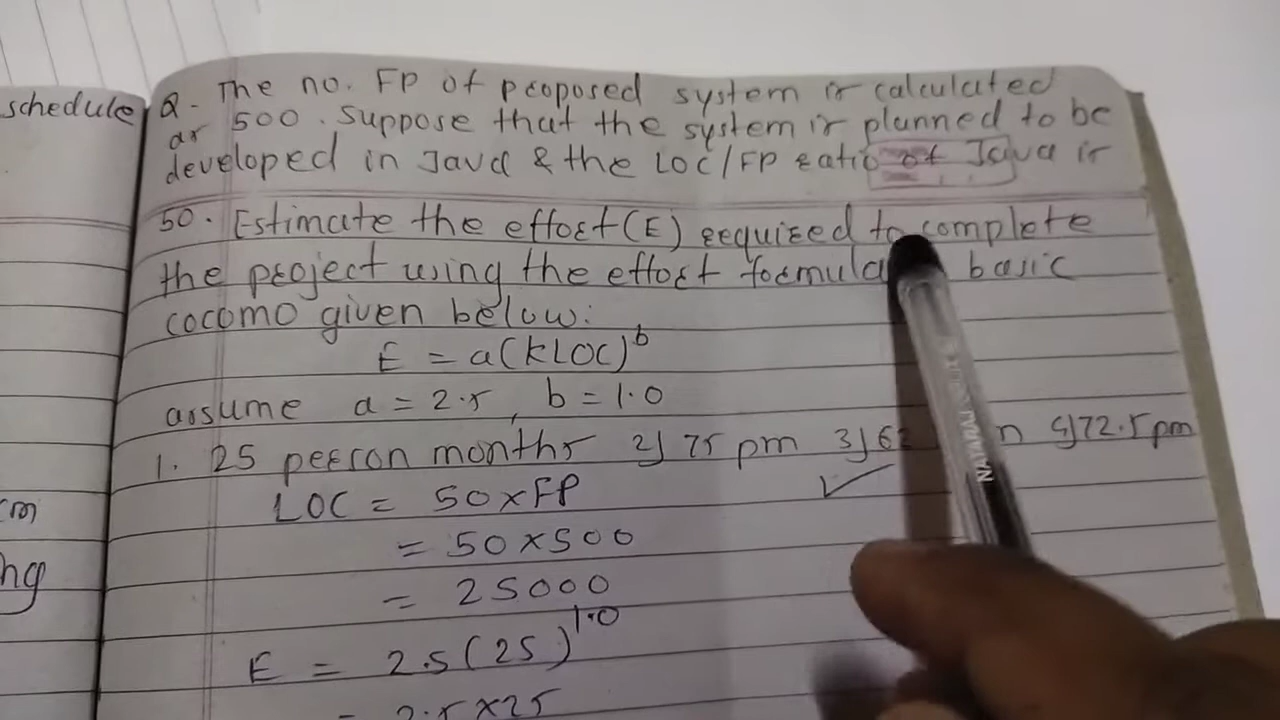 schedule
Q- The no. FP of proposed system is calculated
as 500. Suppose that the system is planned to be
developed in Java & the LOC/FP ratio of Java is
50. Estimate the effort(E) required to complete
the project using the effort formula basic
cocomo given below:
E = a(KLOC)^b
assume a = 2.5, b = 1.0
1. 25 person months 2) 75 pm 3) 4) 72.5 pm
LOC = 50 x FP
= 50 x 500
= 25000
E = 2.5 (25)^1.0
= 2.5 x 25
NATARAJ